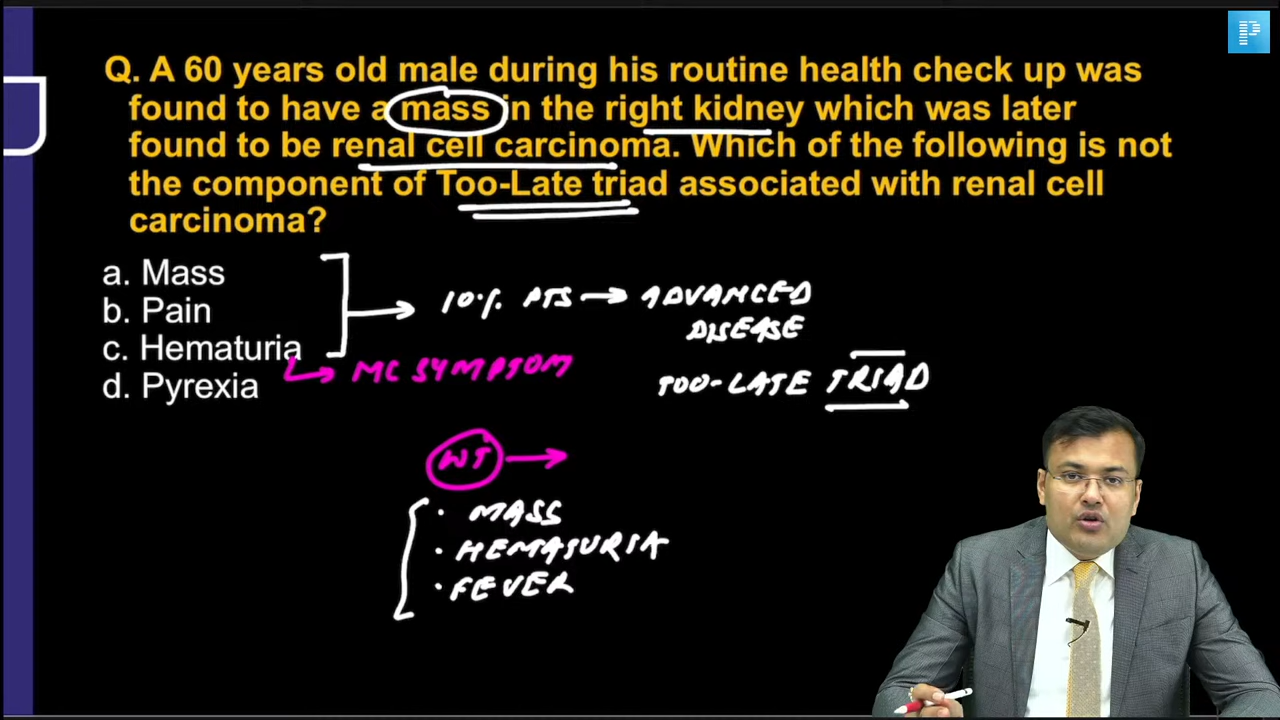 Q. A 60 years old male during his routine health check up was
found to have a mass in the right kidney which was later
found to be renal cell carcinoma. Which of the following is not
the component of Too-Late triad associated with renal cell
carcinoma?
a. Mass
b. Pain
c. Hematuria
d. Pyrexia
10% PTS → ADVANCED
DISEASE
MC SYMPTOM
TOO-LATE TRIAD
WT →
· MASS
· HEMATURIA
· FEVER
P